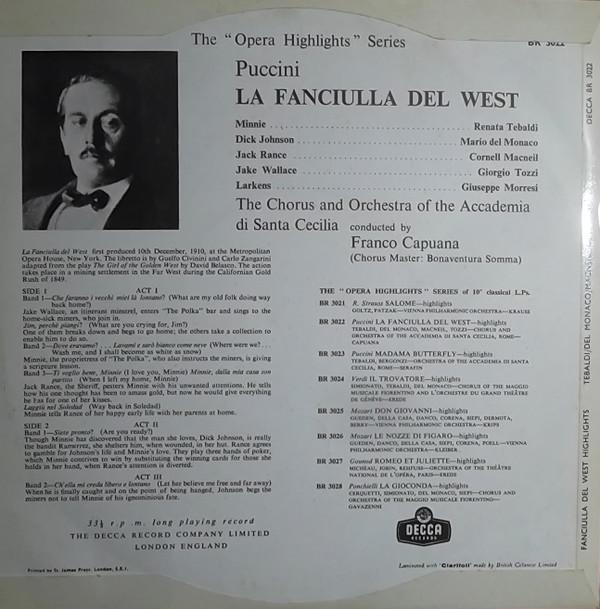 The "Opera Highlights" Series
BR 3022
Puccini
LA FANCIULLA DEL WEST
Minnie Renata Tebaldi
Dick Johnson Mario del Monaco
Jack Rance Cornell Macneil
Jake Wallace Giorgio Tozzi
Larkens Giuseppe Morresi
The Chorus and Orchestra of the Accademia
di Santa Cecilia conducted by
Franco Capuana
(Chorus Master: Bonaventura Somma)
La Fanciulla del West first produced 10th December, 1910, at the Metropolitan
Opera House, New York. The libretto is by Guelfo Civinini and Carlo Zangarini
adapted from the play The Girl of the Golden West by David Belasco. The action
takes place in a mining settlement in the Far West during the Californian Gold
Rush of 1849.
SIDE 1 ACT I
Band 1—Che faranno i vecchi miei là lontano? (What are my old folk doing way
back home?)
Jake Wallace, an itinerant minstrel, enters "The Polka" bar and sings to the
home-sick miners, who join in.
Jim, perchè piangi? (What are you crying for, Jim?)
One of them breaks down and begs to go home; the others take a collection to
enable him to do so.
Band 2—Dove eravamo? ... Lavami e sarò bianco come neve (Where were we? ...
Wash me, and I shall become as white as snow)
Minnie, the proprietress of "The Polka", who also instructs the miners, is giving
a scripture lesson.
Band 3—Ti voglio bene, Minnie (I love you, Minnie) Minnie, dalla mia casa son
partito (When I left my home, Minnie)
Jack Rance, the Sheriff, pesters Minnie with his unwanted attentions. He tells
how his one thought has been to amass gold, but now he would give everything
he has for one of her kisses.
Laggiù nel Soledad (Way back in Soledad)
Minnie tells Rance of her happy early life with her parents at home.
SIDE 2 ACT II
Band 1—Siete pronto? (Are you ready?)
Though Minnie has discovered that the man she loves, Dick Johnson, is really
the bandit Ramerrez, she shelters him, when wounded, in her hut. Rance agrees
to gamble for Johnson's life and Minnie's love. They play three hands of poker,
which Minnie contrives to win by substituting the winning cards for those she
holds in her hand, when Rance's attention is diverted.
ACT III
Band 2—Ch'ella mi creda libero e lontano (Let her believe me free and far away)
When he is finally caught and on the point of being hanged, Johnson begs the
miners not to tell Minnie of his ignominious fate.
33⅓ r.p.m. long playing record
THE DECCA RECORD COMPANY LIMITED
LONDON ENGLAND
Printed by St. James Press, London, S.E.1.
THE "OPERA HIGHLIGHTS" SERIES of 10" classical L.Ps.
BR 3021 R. Strauss SALOME—highlights
GOLTZ, PATZAK—VIENNA PHILHARMONIC ORCHESTRA—KRAUSS
BR 3022 Puccini LA FANCIULLA DEL WEST—highlights
TEBALDI, DEL MONACO, MACNEIL, TOZZI—CHORUS AND
ORCHESTRA OF THE ACCADEMIA DI SANTA CECILIA, ROME—
CAPUANA
BR 3023 Puccini MADAMA BUTTERFLY—highlights
TEBALDI, BERGONZI—ORCHESTRA OF THE ACCADEMIA DI SANTA
CECILIA, ROME—SERAFIN
BR 3024 Verdi IL TROVATORE—highlights
SIMIONATO, TEBALDI, DEL MONACO—CHORUS OF THE MAGGIO
MUSICALE FIORENTINO AND L'ORCHESTRE DU GRAND THÉÂTRE
DE GENÈVE—
BR 3025 Mozart DON GIOVANNI—highlights
GUEDEN, DELLA CASA, DANCO, CORENA, SIEPI, DERMOTA,
BERRY—VIENNA PHILHARMONIC ORCHESTRA—KRIPS
BR 3026 Mozart LE NOZZE DI FIGARO—highlights
GUEDEN, DANCO, DELLA CASA, SIEPI, CORENA, POELL—VIENNA
PHILHARMONIC ORCHESTRA—KLEIBER
BR 3027 Gounod ROMEO ET JULIETTE—highlights
MICHEAU, JOBIN, REHFUSS—ORCHESTRA OF THE THÉÂTRE
NATIONAL DE L'OPÉRA, PARIS—EREDE
BR 3028 Ponchielli LA GIOCONDA—highlights
CERQUETTI, SIMIONATO, DEL MONACO, SIEPI—CHORUS AND
ORCHESTRA OF THE MAGGIO MUSICALE FIORENTINO—
GAVAZZENI
DECCA
RECORDS
Laminated with 'Clarifoil' made by British Celanese Limited
FANCIULLA DEL WEST HIGHLIGHTS TEBALDI/DEL MONACO/
DECCA BR 3022